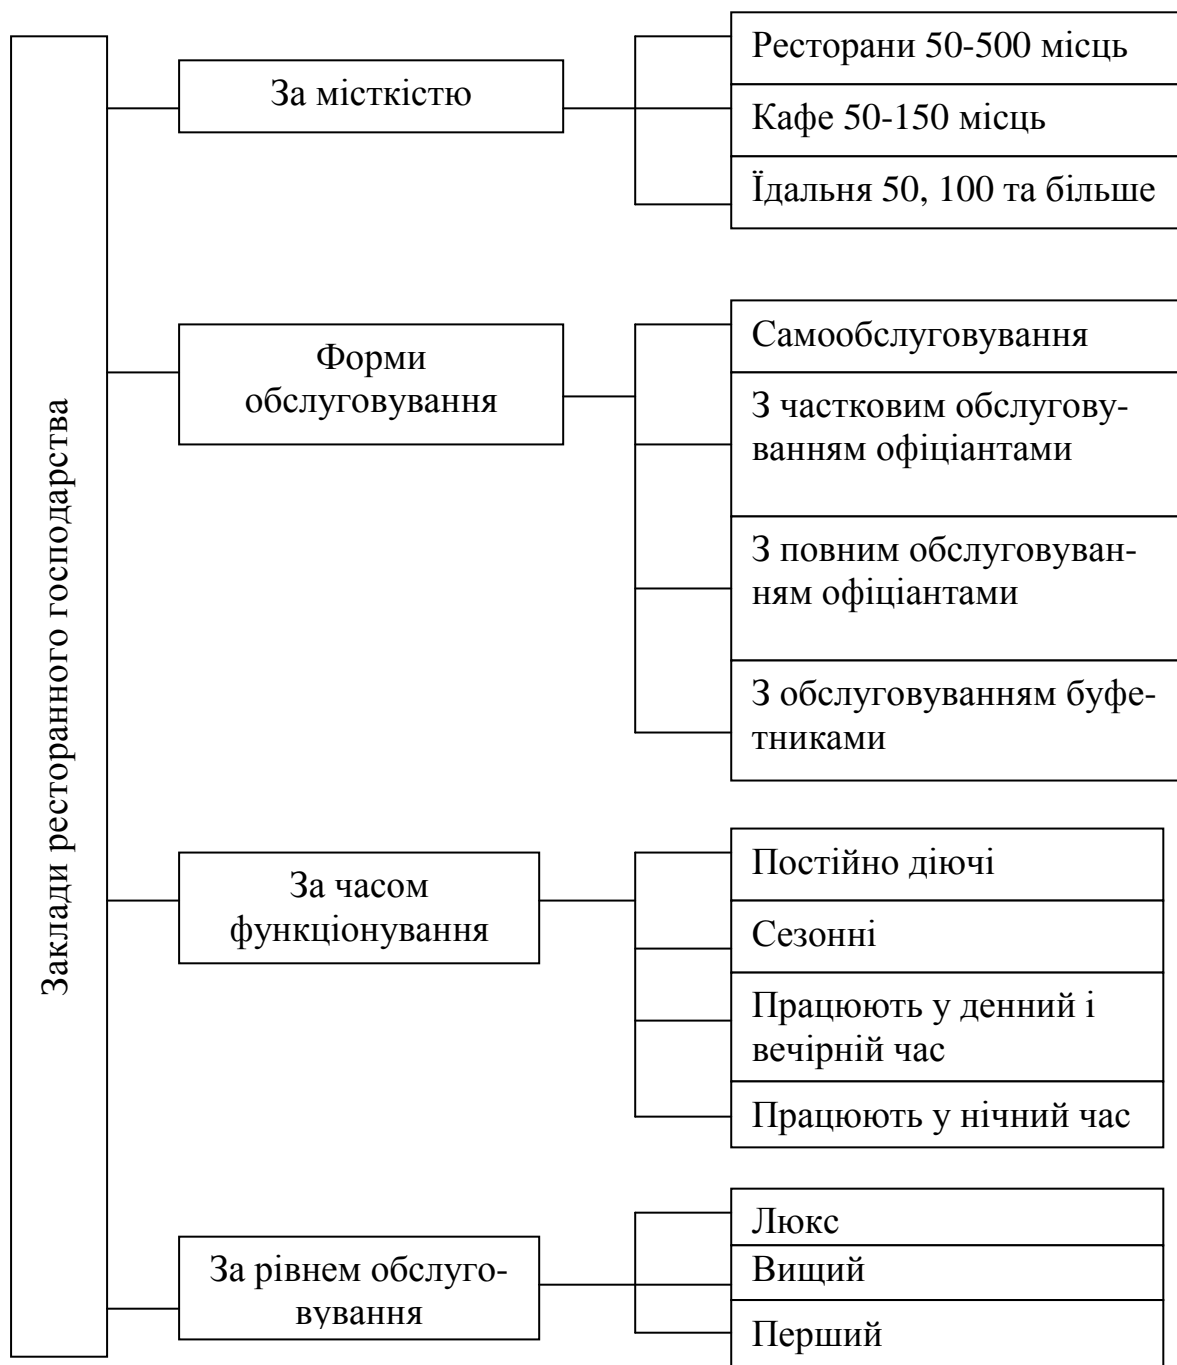 Заклади ресторанного господарства
За місткістю
Ресторани 50-500 місць
Кафе 50-150 місць
Їдальня 50, 100 та більше
Форми
обслуговування
Самообслуговування
З частковим обслугову-
ванням офіціантами
З повним обслуговуван-
ням офіціантами
З обслуговуванням буфе-
тниками
За часом
функціонування
Постійно діючі
Сезонні
Працюють у денний і
вечірній час
Працюють у нічний час
За рівнем обслуго-
вування
Люкс
Вищий
Перший